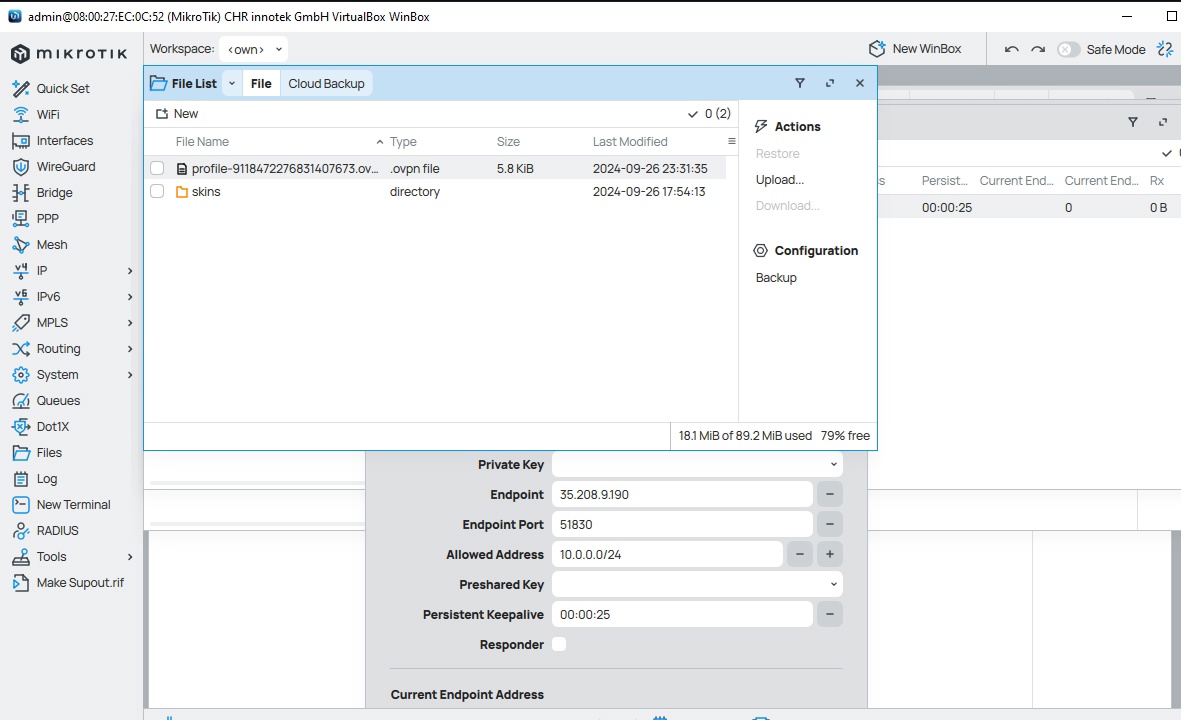 admin@08:00:27:EC:0C:52 (MikroTik) CHR innotek GmbH VirtualBox WinBox
MIKROTIK
Workspace: <own>
New WinBox
Safe Mode
Quick Set
WiFi
Interfaces
WireGuard
Bridge
PPP
Mesh
IP
IPv6
MPLS
Routing
System
Queues
Dot1X
Files
Log
New Terminal
RADIUS
Tools
Make Supout.rif
File List File Cloud Backup
New 0 (2)
File Name Type Size Last Modified
profile-9118472276831407673.ov... .ovpn file 5.8 KiB 2024-09-26 23:31:35
skins directory 2024-09-26 17:54:13
Actions
Restore
Upload...
Download...
Configuration
Backup
18.1 MiB of 89.2 MiB used 79% free
Persist... Current End... Current End... Rx
00:00:25 0 0 B
Private Key
Endpoint 35.208.9.190
Endpoint Port 51830
Allowed Address 10.0.0.0/24
Preshared Key
Persistent Keepalive 00:00:25
Responder
Current Endpoint Address